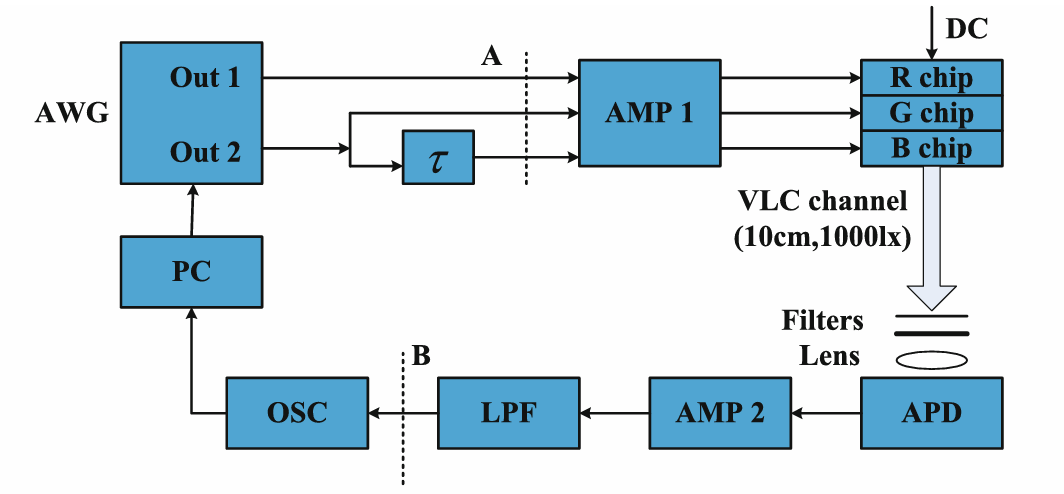 DC
A
Out 1
R chip
AWG
AMP 1
G chip
Out 2
B chip
τ
VLC channel
(10cm,1000lx)
PC
Filters
Lens
B
OSC
LPF
AMP 2
APD